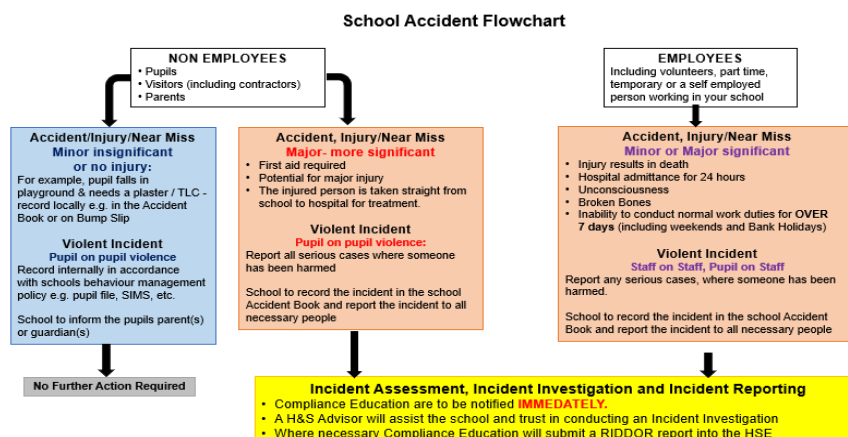 School Accident Flowchart
NON EMPLOYEES
• Pupils
• Visitors (including contractors)
• Parents
EMPLOYEES
Including volunteers, part time,
temporary or a self employed
person working in your school
Accident/Injury/Near Miss
Minor insignificant
or no injury:
For example, pupil falls in
playground & needs a plaster / TLC -
record locally e.g. in the Accident
Book or on Bump Slip
Violent Incident
Pupil on pupil violence
Record internally in accordance
with schools behaviour management
policy e.g. pupil file, SIMS, etc.
School to inform the pupils parent(s)
or guardian(s)
No Further Action Required
Accident, Injury/Near Miss
Major- more significant
• First aid required
• Potential for major injury
• The injured person is taken straight from
school to hospital for treatment.
Violent Incident
Pupil on pupil violence:
Report all serious cases where someone
has been harmed
School to record the incident in the school
Accident Book and report the incident to all
necessary people
Accident, Injury/Near Miss
Minor or Major significant
• Injury results in death
• Hospital admittance for 24 hours
• Unconsciousness
• Broken Bones
• Inability to conduct normal work duties for OVER
7 days (including weekends and Bank Holidays)
Violent Incident
Staff on Staff, Pupil on Staff
Report any serious cases, where someone has been
harmed.
School to record the incident in the school Accident
Book and report the incident to all necessary people
Incident Assessment, Incident Investigation and Incident Reporting
• Compliance Education are to be notified IMMEDATELY.
• A H&S Advisor will assist the school and trust in conducting an Incident Investigation
• Where necessary Compliance Education will submit a RIDDOR report into the HSE